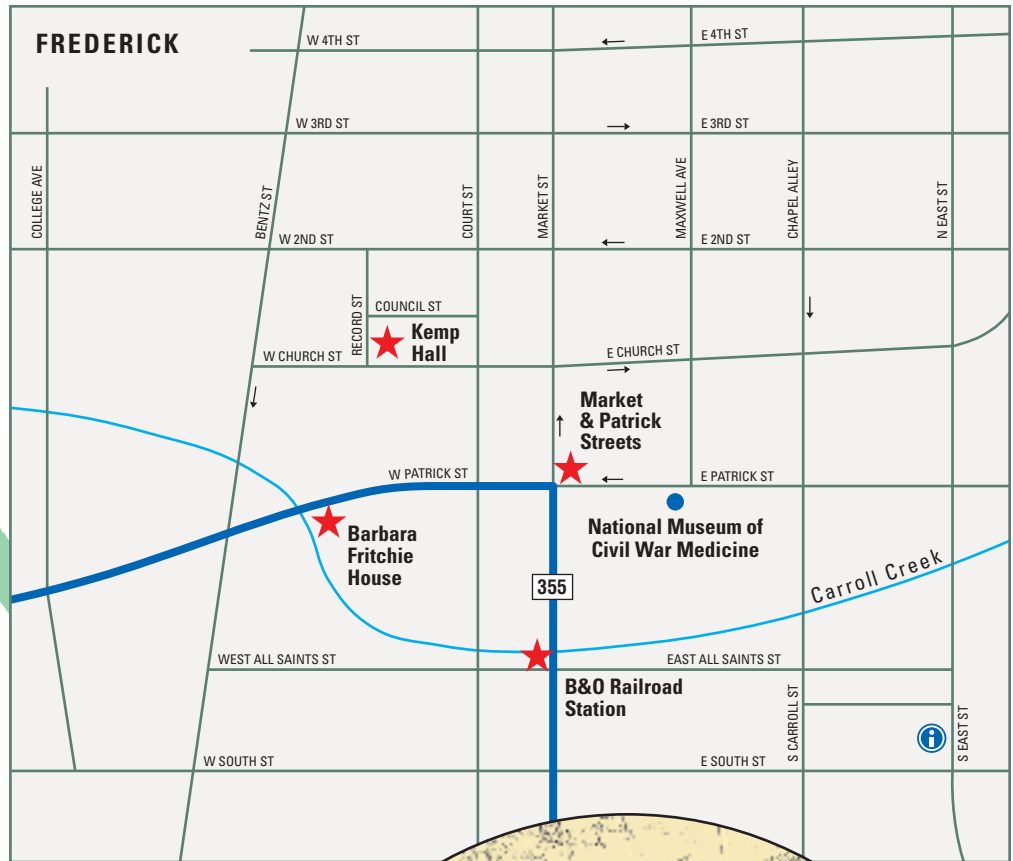 FREDERICK
W 4TH ST
E 4TH ST
W 3RD ST
E 3RD ST
COLLEGE AVE
BENTZ ST
COURT ST
MARKET ST
MAXWELL AVE
CHAPEL ALLEY
N EAST ST
W 2ND ST
E 2ND ST
RECORD ST
COUNCIL ST
Kemp
Hall
W CHURCH ST
E CHURCH ST
Market
& Patrick
Streets
W PATRICK ST
E PATRICK ST
National Museum of
Civil War Medicine
Barbara
Fritchie
House
355
Carroll Creek
WEST ALL SAINTS ST
EAST ALL SAINTS ST
B&O Railroad
Station
S CARROLL ST
S EAST ST
i
W SOUTH ST
E SOUTH ST